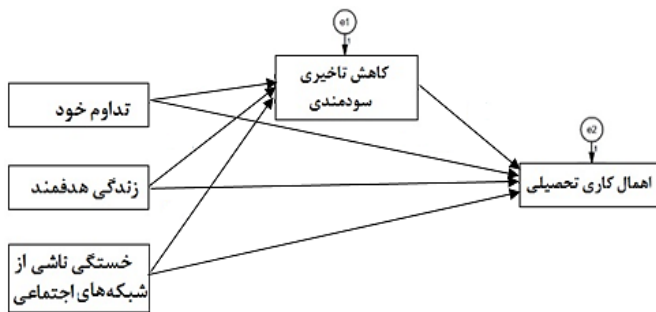 e1
1
کاهش تاخیری
سودمندی
تداوم خود
e2
1
زندگی هدفمند
اهمال کاری تحصیلی
خستگی ناشی از
شبکه‌های اجتماعی